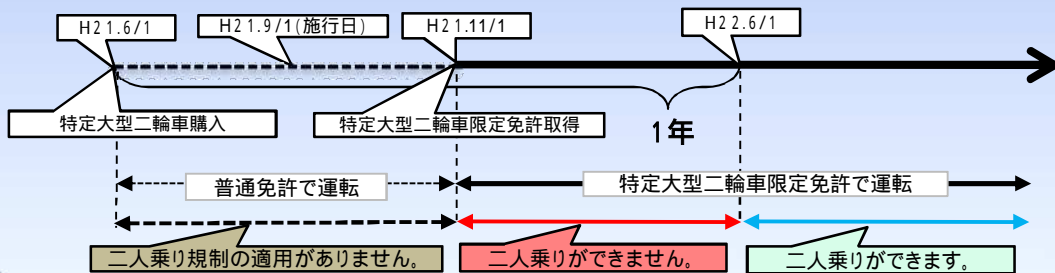 H21.6/1
H21.9/1(施行日)
H21.11/1
H22.6/1
特定大型二輪車購入
特定大型二輪車限定免許取得
1年
普通免許で運転
特定大型二輪車限定免許で運転
二人乗り規制の適用がありません。
二人乗りができません。
二人乗りができます。